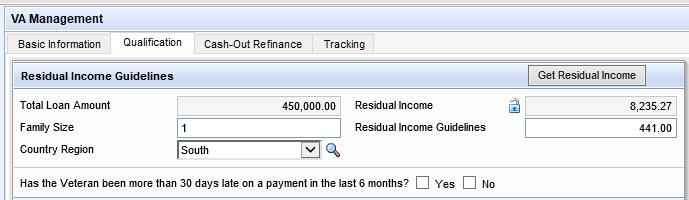 VA Management
Basic Information Qualification Cash-Out Refinance Tracking
Residual Income Guidelines Get Residual Income
Total Loan Amount 450,000.00 Residual Income 8,235.27
Family Size 1 Residual Income Guidelines 441.00
Country Region South
Has the Veteran been more than 30 days late on a payment in the last 6 months? Yes No